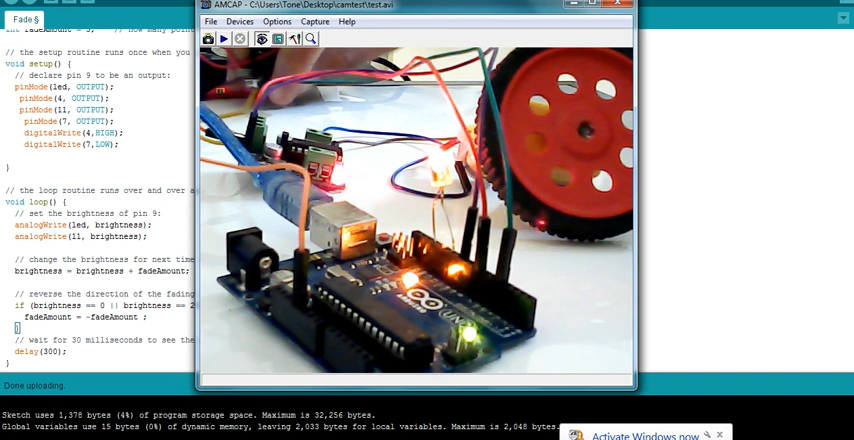 AMCAP - C:\Users\Tone\Desktop\camtest\test.avi
File Devices Options Capture Help
Fade §
// the setup routine runs once when you
void setup() {
// declare pin 9 to be an output:
pinMode(led, OUTPUT);
pinMode(4, OUTPUT);
pinMode(11, OUTPUT);
pinMode(7, OUTPUT);
digitalWrite(4,HIGH);
digitalWrite(7,LOW);
}
// the loop routine runs over and over a
void loop() {
// set the brightness of pin 9:
analogWrite(led, brightness);
analogWrite(11, brightness);
// change the brightness for next time
brightness = brightness + fadeAmount;
// reverse the direction of the fading
if (brightness == 0 || brightness == 2
fadeAmount = -fadeAmount ;
}
// wait for 30 milliseconds to see the
delay(300);
}
UNO
Done uploading.
Sketch uses 1,378 bytes (4%) of program storage space. Maximum is 32,256 bytes.
Global variables use 15 bytes (0%) of dynamic memory, leaving 2,033 bytes for local variables. Maximum is 2,048 bytes.
Activate Windows now